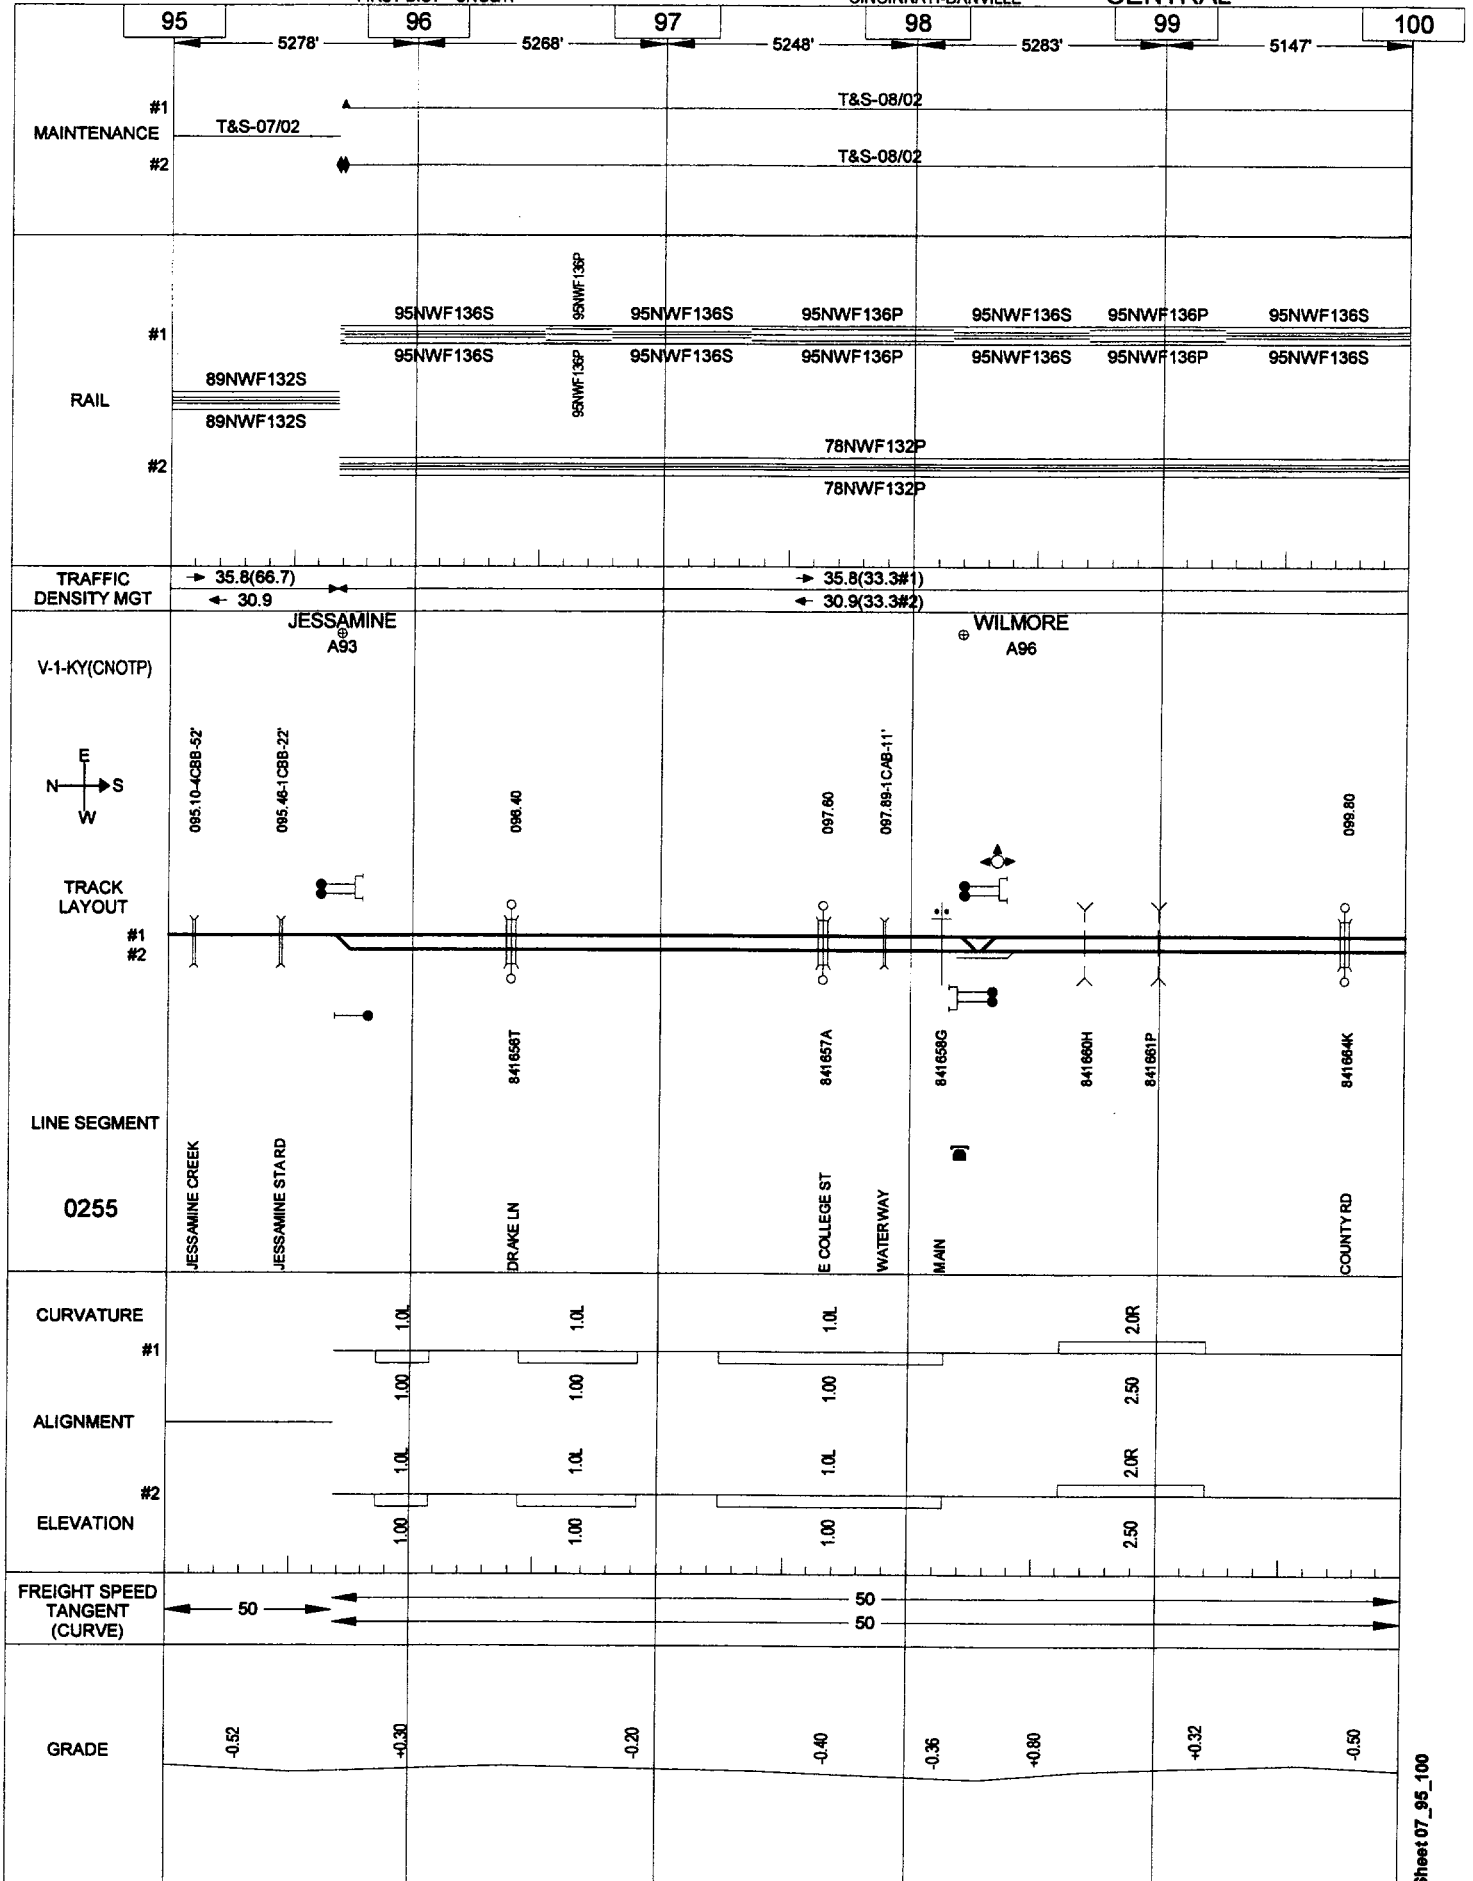 95 96 97 98 99 100
5278' 5268' 5248' 5283' 5147'
#1 T&S-08/02
MAINTENANCE T&S-07/02
#2 T&S-08/02
95NWF136P
95NWF136S 95NWF136S 95NWF136P 95NWF136S 95NWF136P 95NWF136S
#1
95NWF136S 95NWF136S 95NWF136P 95NWF136S 95NWF136P 95NWF136S
95NWF136P
89NWF132S
RAIL
89NWF132S
78NWF132P
#2
78NWF132P
TRAFFIC
DENSITY MGT
35.8(66.7) 35.8(33.3#1)
30.9 30.9(33.3#2)
JESSAMINE WILMORE
A93 A96
V-1-KY(CNOTP)
E
N S
W
095.10-4CBB-52'
095.46-1CBB-22'
096.40
097.60
097.89-1CAB-11'
099.80
TRACK
LAYOUT
#1
#2
841656T
841657A
841658G
841660H
841661P
841664K
LINE SEGMENT
0255
JESSAMINE CREEK
JESSAMINE STA RD
DRAKE LN
E COLLEGE ST
WATERWAY
MAIN
COUNTY RD
CURVATURE
1.0L 1.0L 1.0L 2.0R
#1
1.00 1.00 1.00 2.50
ALIGNMENT
1.0L 1.0L 1.0L 2.0R
#2
ELEVATION
1.00 1.00 1.00 2.50
FREIGHT SPEED
TANGENT
(CURVE)
50 50
50
GRADE
-0.52 +0.30 -0.20 -0.40 -0.36 +0.80 +0.32 -0.50
Sheet 07_95_100